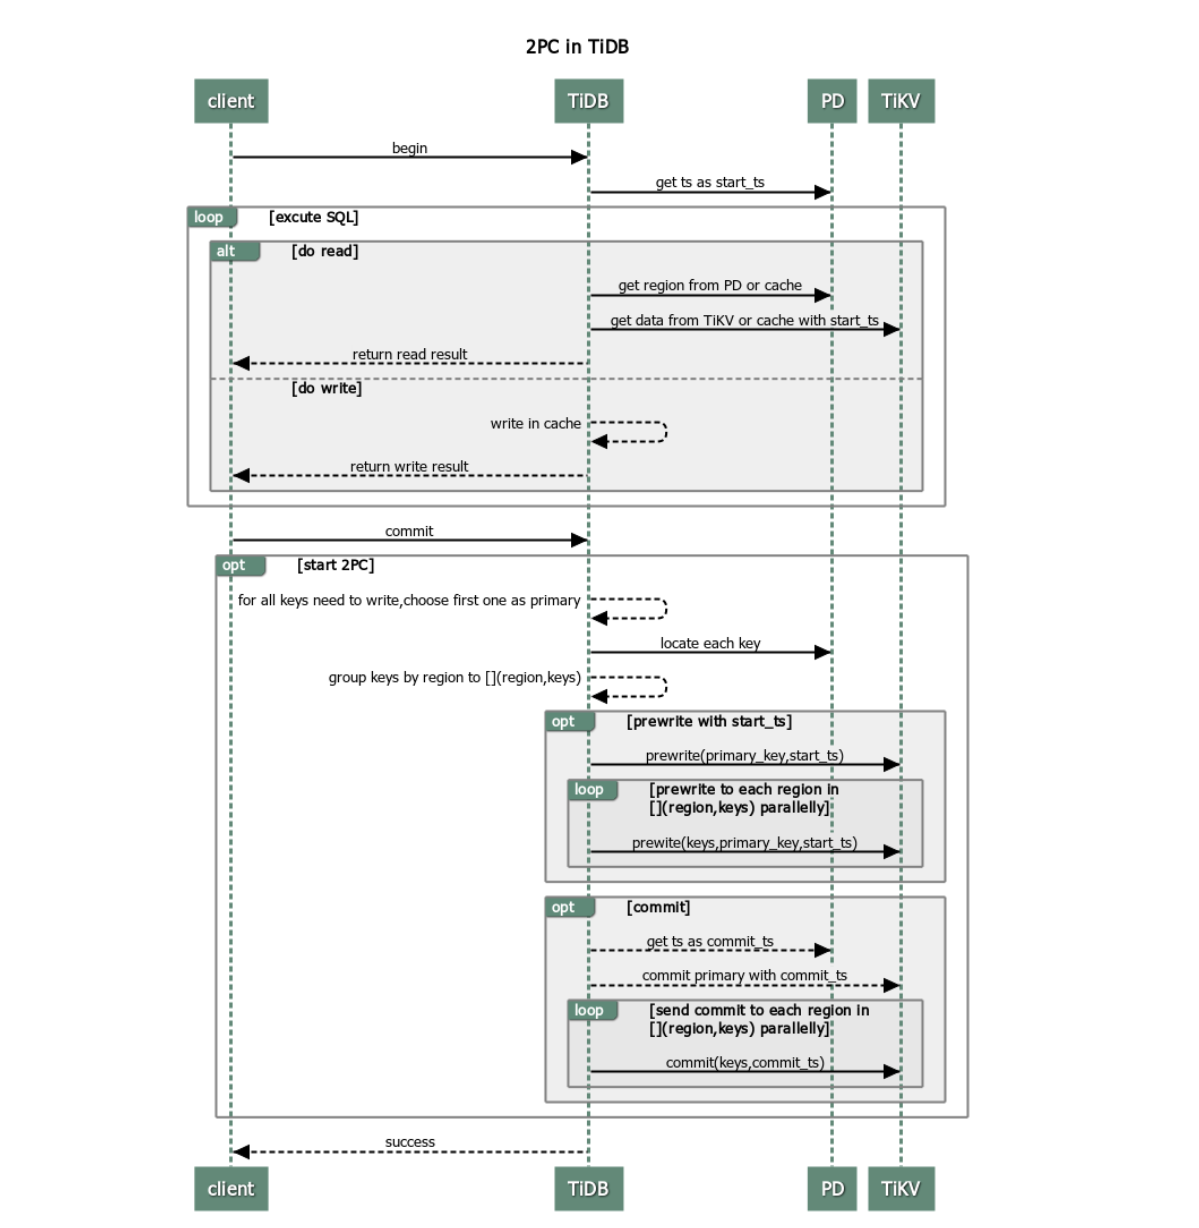 2PC in TiDB
client
TiDB
PD
TiKV
begin
get ts as start_ts
loop
[excute SQL]
alt
[do read]
get region from PD or cache
get data from TiKV or cache with start_ts
return read result
[do write]
write in cache
return write result
commit
opt
[start 2PC]
for all keys need to write,choose first one as primary
locate each key
group keys by region to [](region,keys)
opt
[prewrite with start_ts]
prewrite(primary_key,start_ts)
loop
[prewrite to each region in
[](region,keys) parallelly]
prewite(keys,primary_key,start_ts)
opt
[commit]
get ts as commit_ts
commit primary with commit_ts
loop
[send commit to each region in
[](region,keys) parallelly]
commit(keys,commit_ts)
success
client
TiDB
PD
TiKV